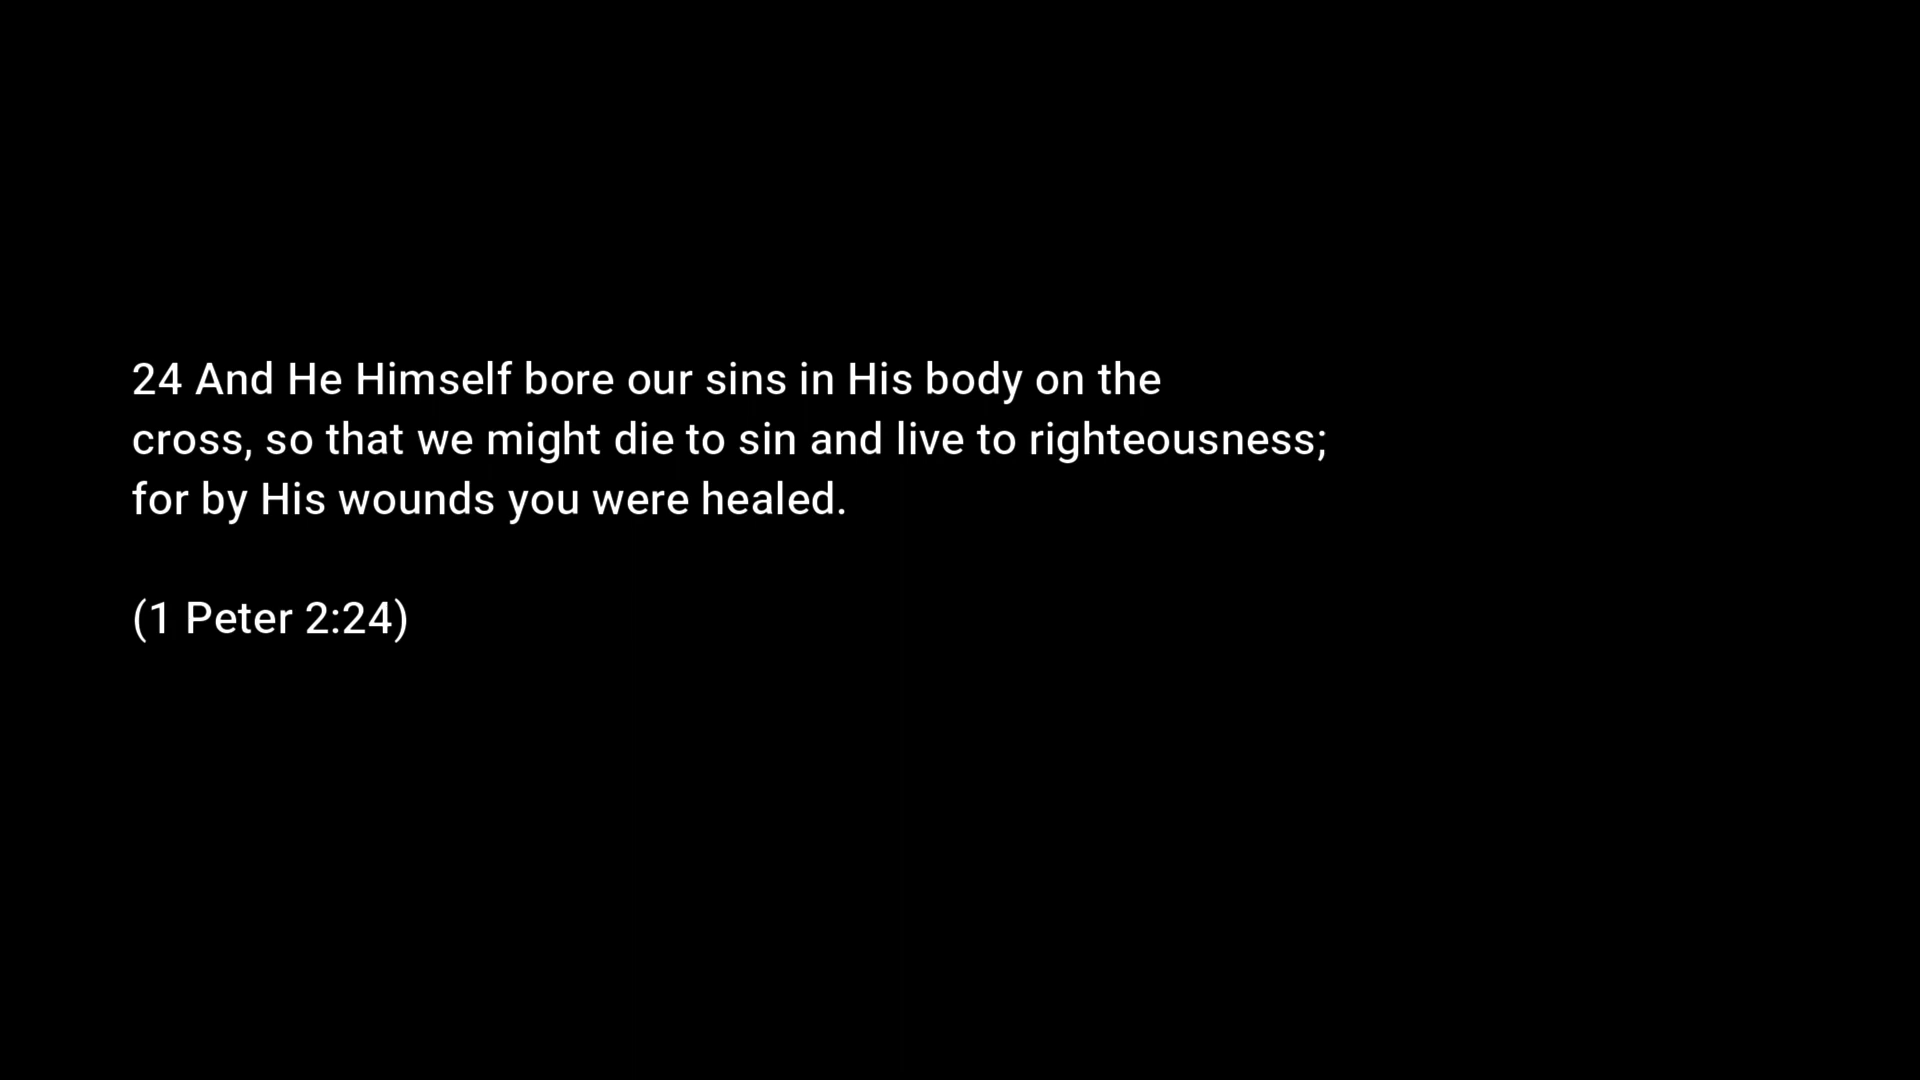 24 And He Himself bore our sins in His body on the
cross, so that we might die to sin and live to righteousness;
for by His wounds you were healed.
(1 Peter 2:24)